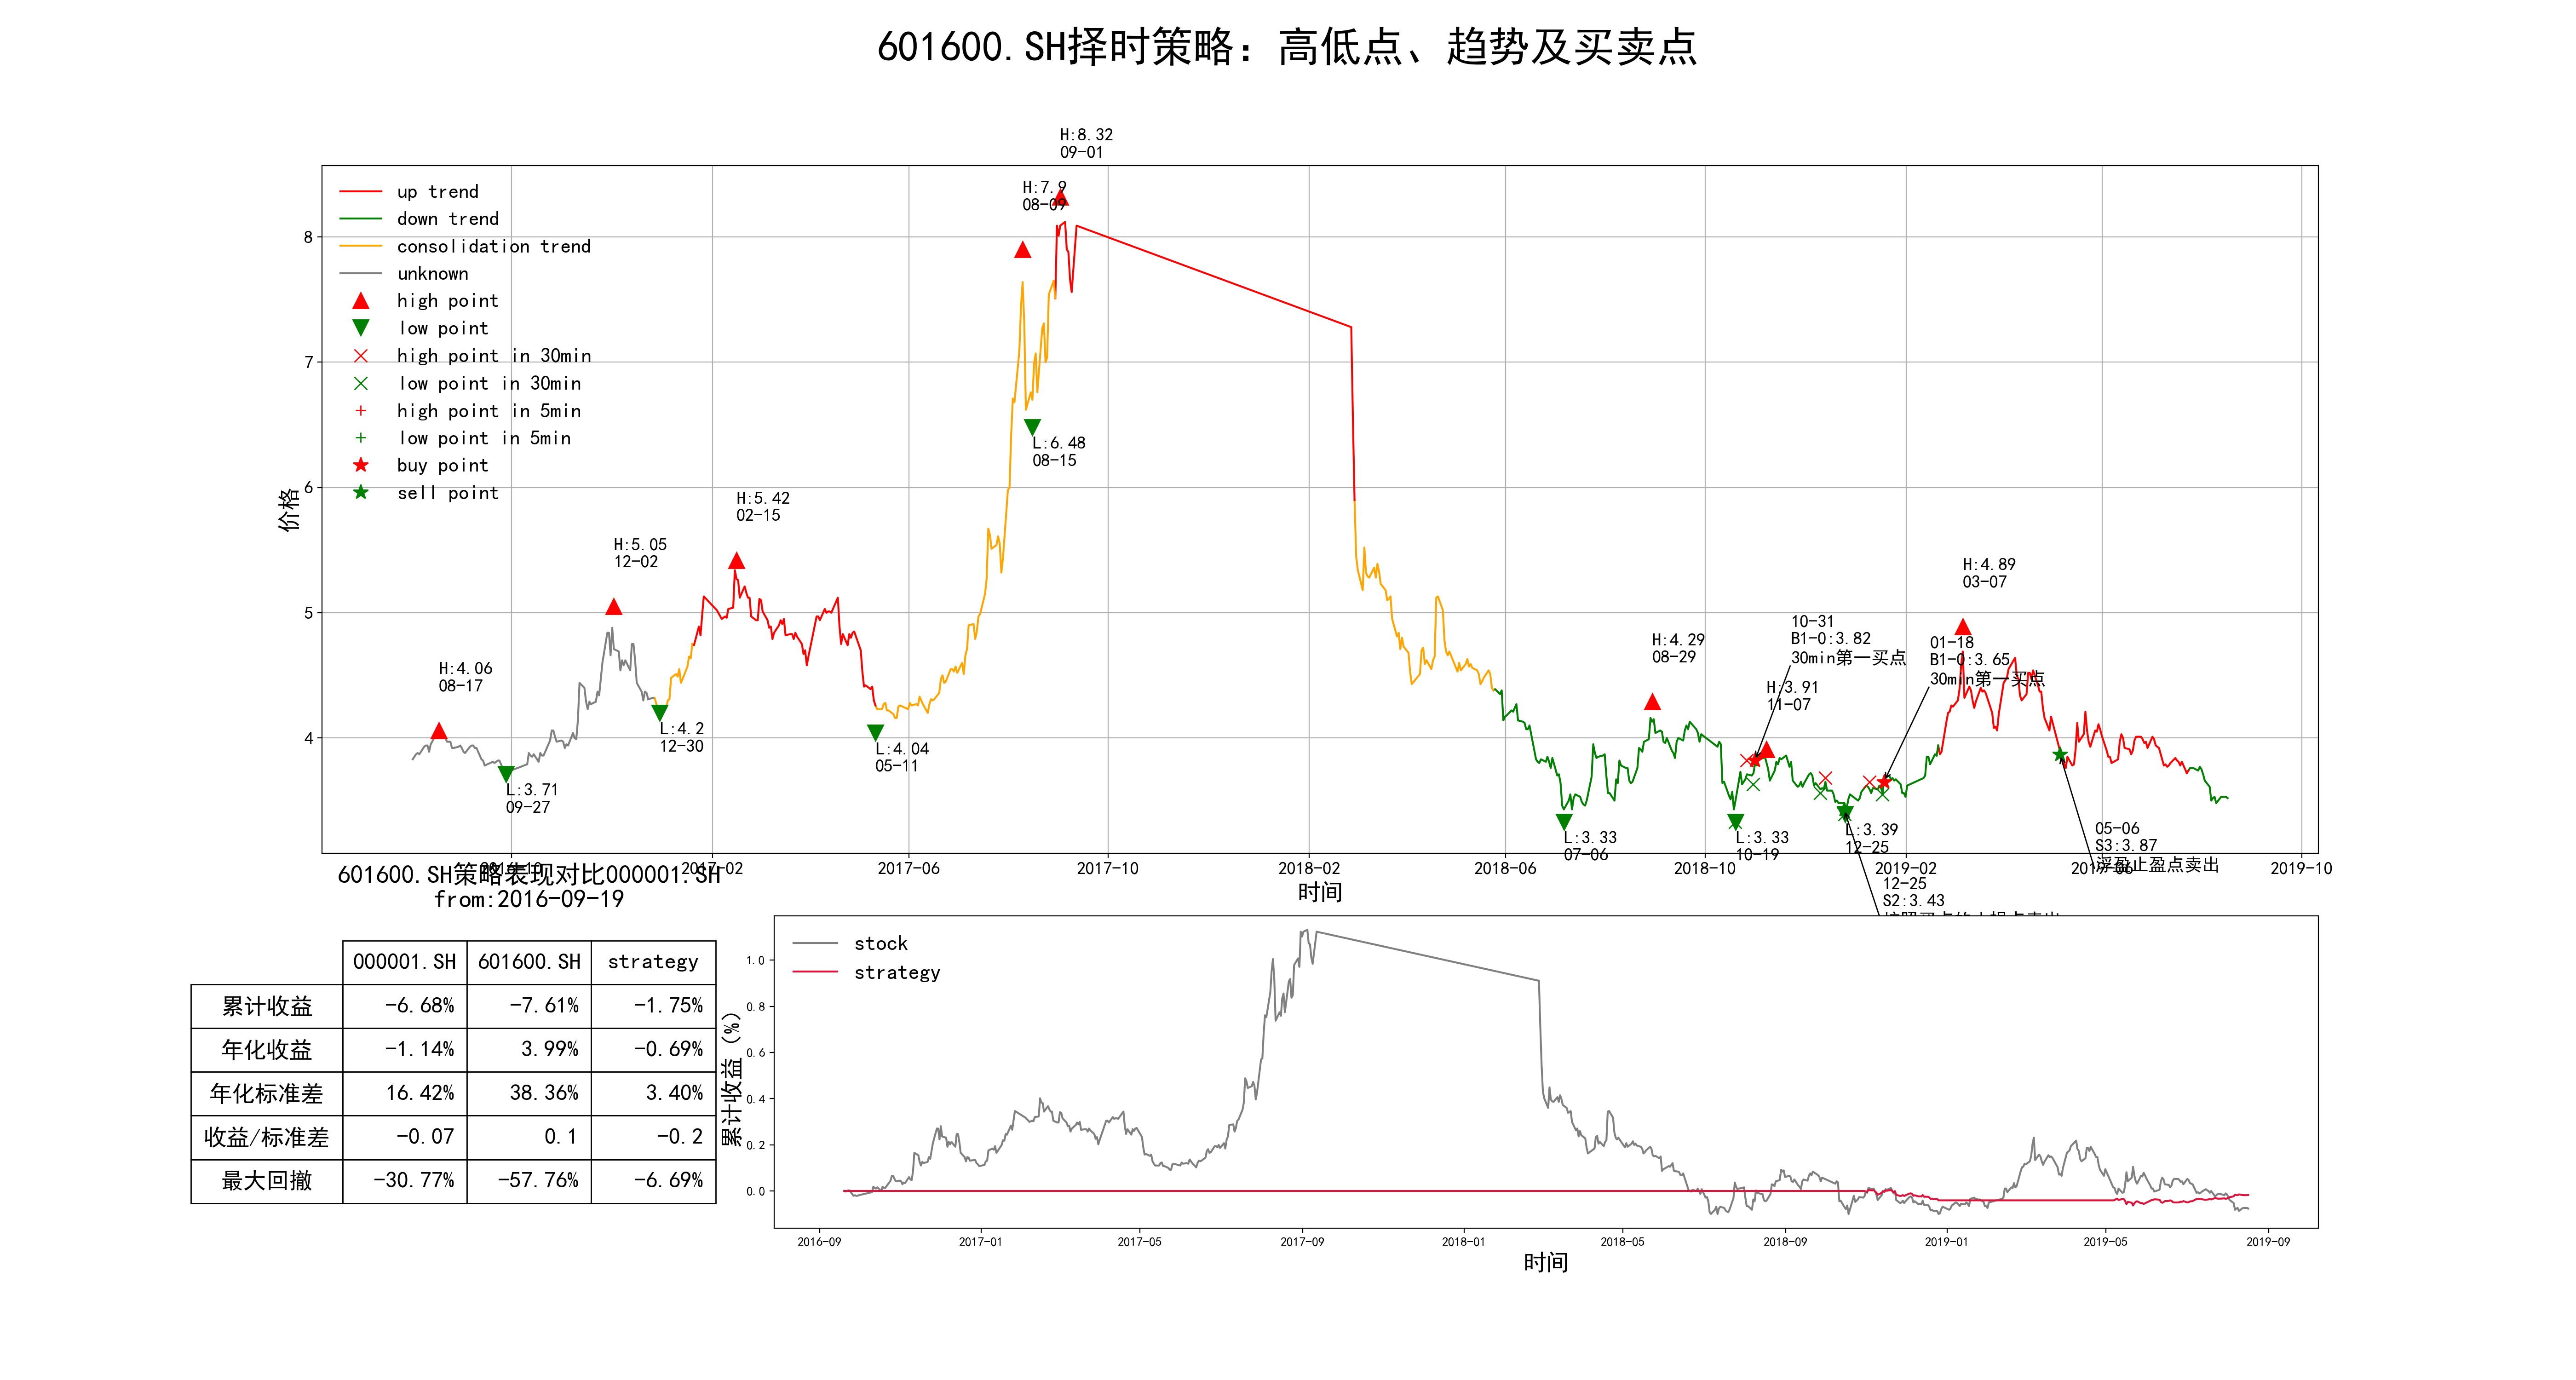 601600.SH择时策略：高低点、趋势及买卖点
H:8.32
09-01
H:7.9
08-09
up trend
down trend
consolidation trend
unknown
high point
low point
high point in 30min
low point in 30min
high point in 5min
low point in 5min
buy point
sell point
8
7
6
5
4
价格
L:6.48
08-15
H:5.42
02-15
H:5.05
12-02
H:4.06
08-17
L:3.71
09-27
L:4.2
12-30
L:4.04
05-11
H:4.29
08-29
10-31
B1-0:3.82
30min第一买点
H:3.91
11-07
01-18
B1-0:3.65
30min第一买点
H:4.89
03-07
L:3.33
07-06
L:3.33
10-19
L:3.39
12-25
05-06
S3:3.87
浮盈止盈点卖出
12-25
S2:3.43
2016-10
2017-02
2017-06
2017-10
2018-02
2018-06
2018-10
2019-02
2019-06
2019-10
时间
601600.SH策略表现对比000001.SH
from:2016-09-19
000001.SH 601600.SH strategy
累计收益 -6.68% -7.61% -1.75%
年化收益 -1.14% 3.99% -0.69%
年化标准差 16.42% 38.36% 3.40%
收益/标准差 -0.07 0.1 -0.2
最大回撤 -30.77% -57.76% -6.69%
stock
strategy
1.0
0.8
0.6
0.4
0.2
0.0
累计收益（%）
2016-09
2017-01
2017-05
2017-09
2018-01
2018-05
2018-09
2019-01
2019-05
2019-09
时间